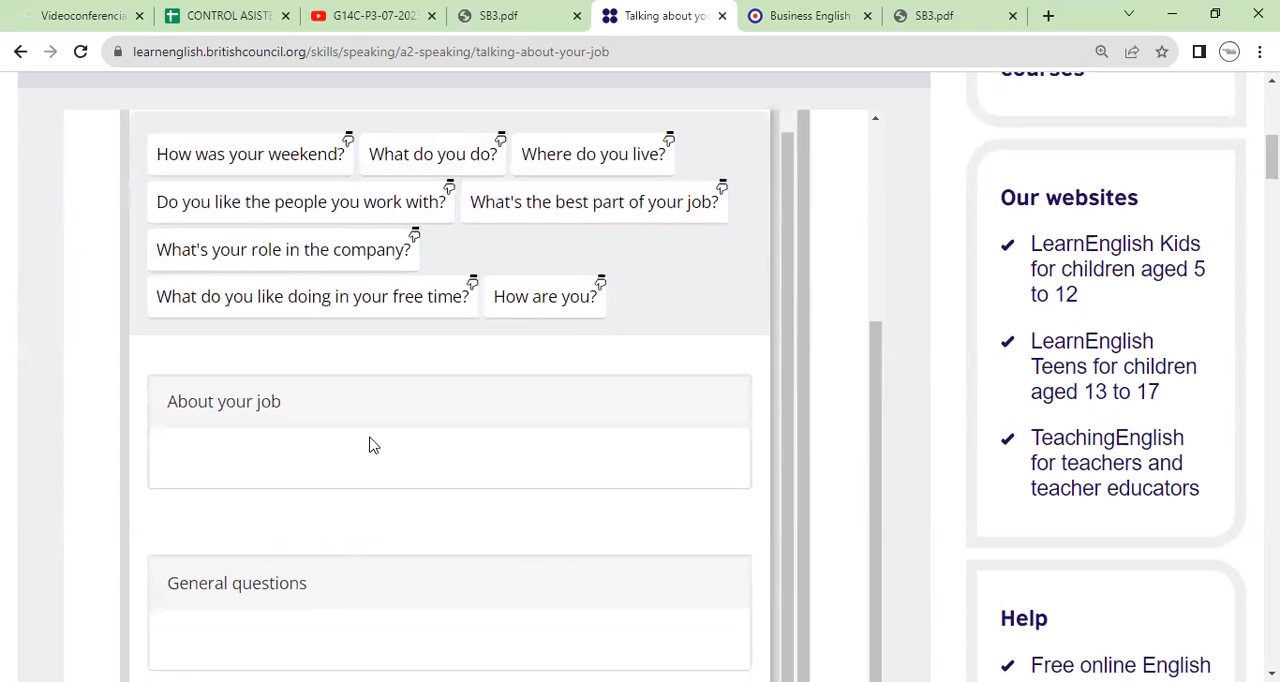 Videoconferencia
CONTROL ASISTE
G14C-P3-07-202
SB3.pdf
Talking about you
Business English
SB3.pdf
learnenglish.britishcouncil.org/skills/speaking/a2-speaking/talking-about-your-job
courses
How was your weekend? What do you do? Where do you live?
Do you like the people you work with? What's the best part of your job?
What's your role in the company?
What do you like doing in your free time? How are you?
About your job
General questions
Our websites
LearnEnglish Kids
for children aged 5
to 12
LearnEnglish
Teens for children
aged 13 to 17
TeachingEnglish
for teachers and
teacher educators
Help
Free online English